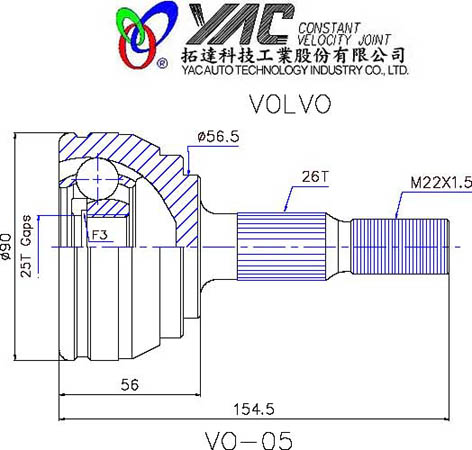 YAC CONSTANT
VELOCITY JOINT
® ®
拓達科技工業股份有限公司
YAC AUTO TECHNOLOGY INDUSTRY CO., LTD.
VOLVO
ø56.5
26T
M22X1.5
ø90
25T Gaps
F3
56
154.5
VO-05